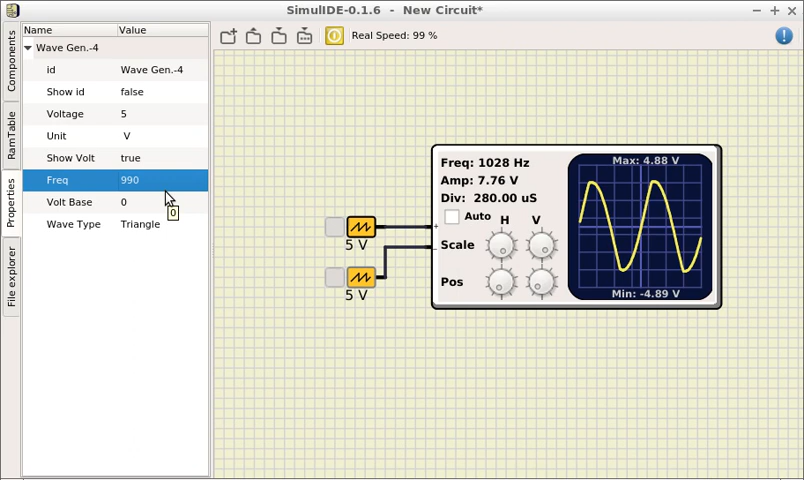 SimulIDE-0.1.6 - New Circuit*
Components
RamTable
Properties
File explorer
Name Value
Wave Gen.-4
id Wave Gen.-4
Show id false
Voltage 5
Unit V
Show Volt true
Freq 990
Volt Base 0
0
Wave Type Triangle
Real Speed: 99 %
5 V
5 V
Freq: 1028 Hz
Amp: 7.76 V
Div: 280.00 uS
Auto H V
Scale
Pos
+
-
Max: 4.88 V
Min: -4.89 V